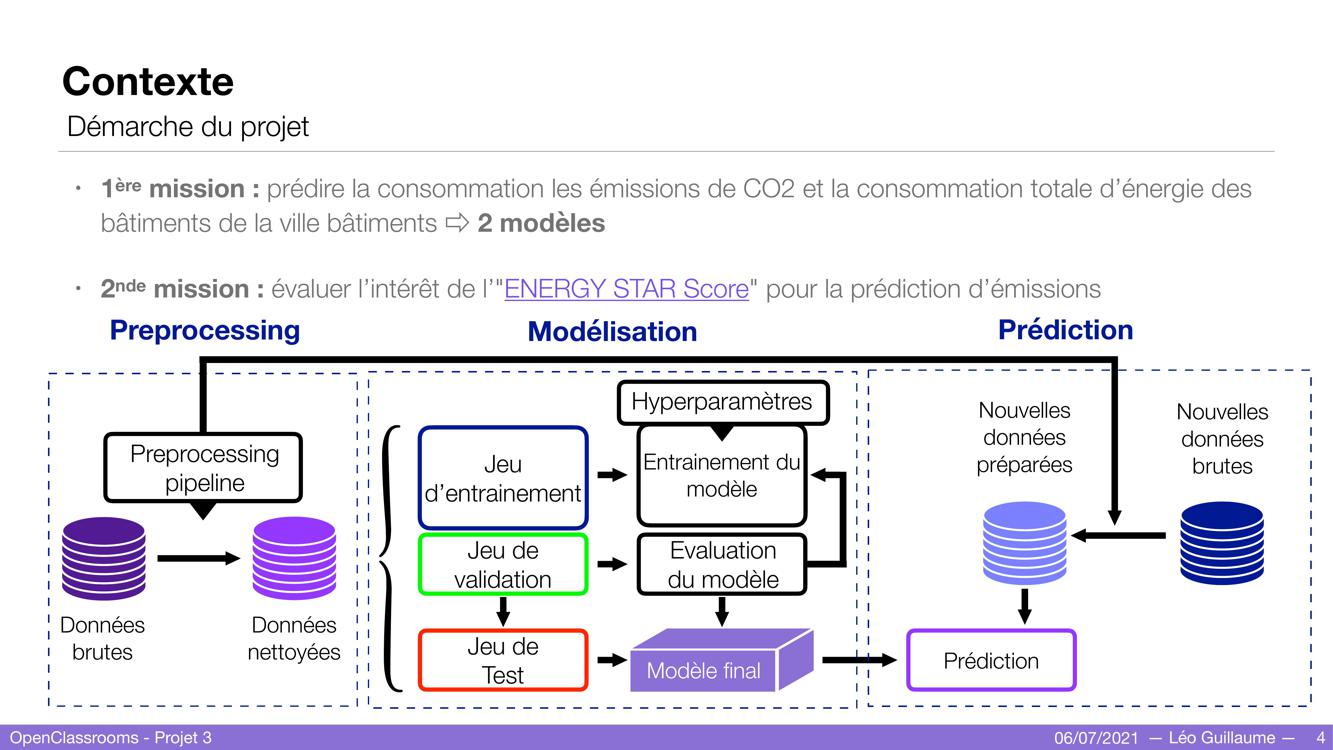 Contexte
Démarche du projet
• 1ère mission : prédire la consommation les émissions de CO2 et la consommation totale d’énergie des
bâtiments de la ville bâtiments ⇨ 2 modèles
• 2nde mission : évaluer l’intérêt de l’"ENERGY STAR Score" pour la prédiction d’émissions
Preprocessing
Preprocessing
pipeline
Données
brutes
Données
nettoyées
Modélisation
Hyperparamètres
Jeu
d’entrainement
Entrainement du
modèle
Jeu de
validation
Evaluation
du modèle
Jeu de
Test
Modèle final
Prédiction
Nouvelles
données
préparées
Nouvelles
données
brutes
Prédiction
OpenClassrooms - Projet 3
06/07/2021 — Léo Guillaume — 4